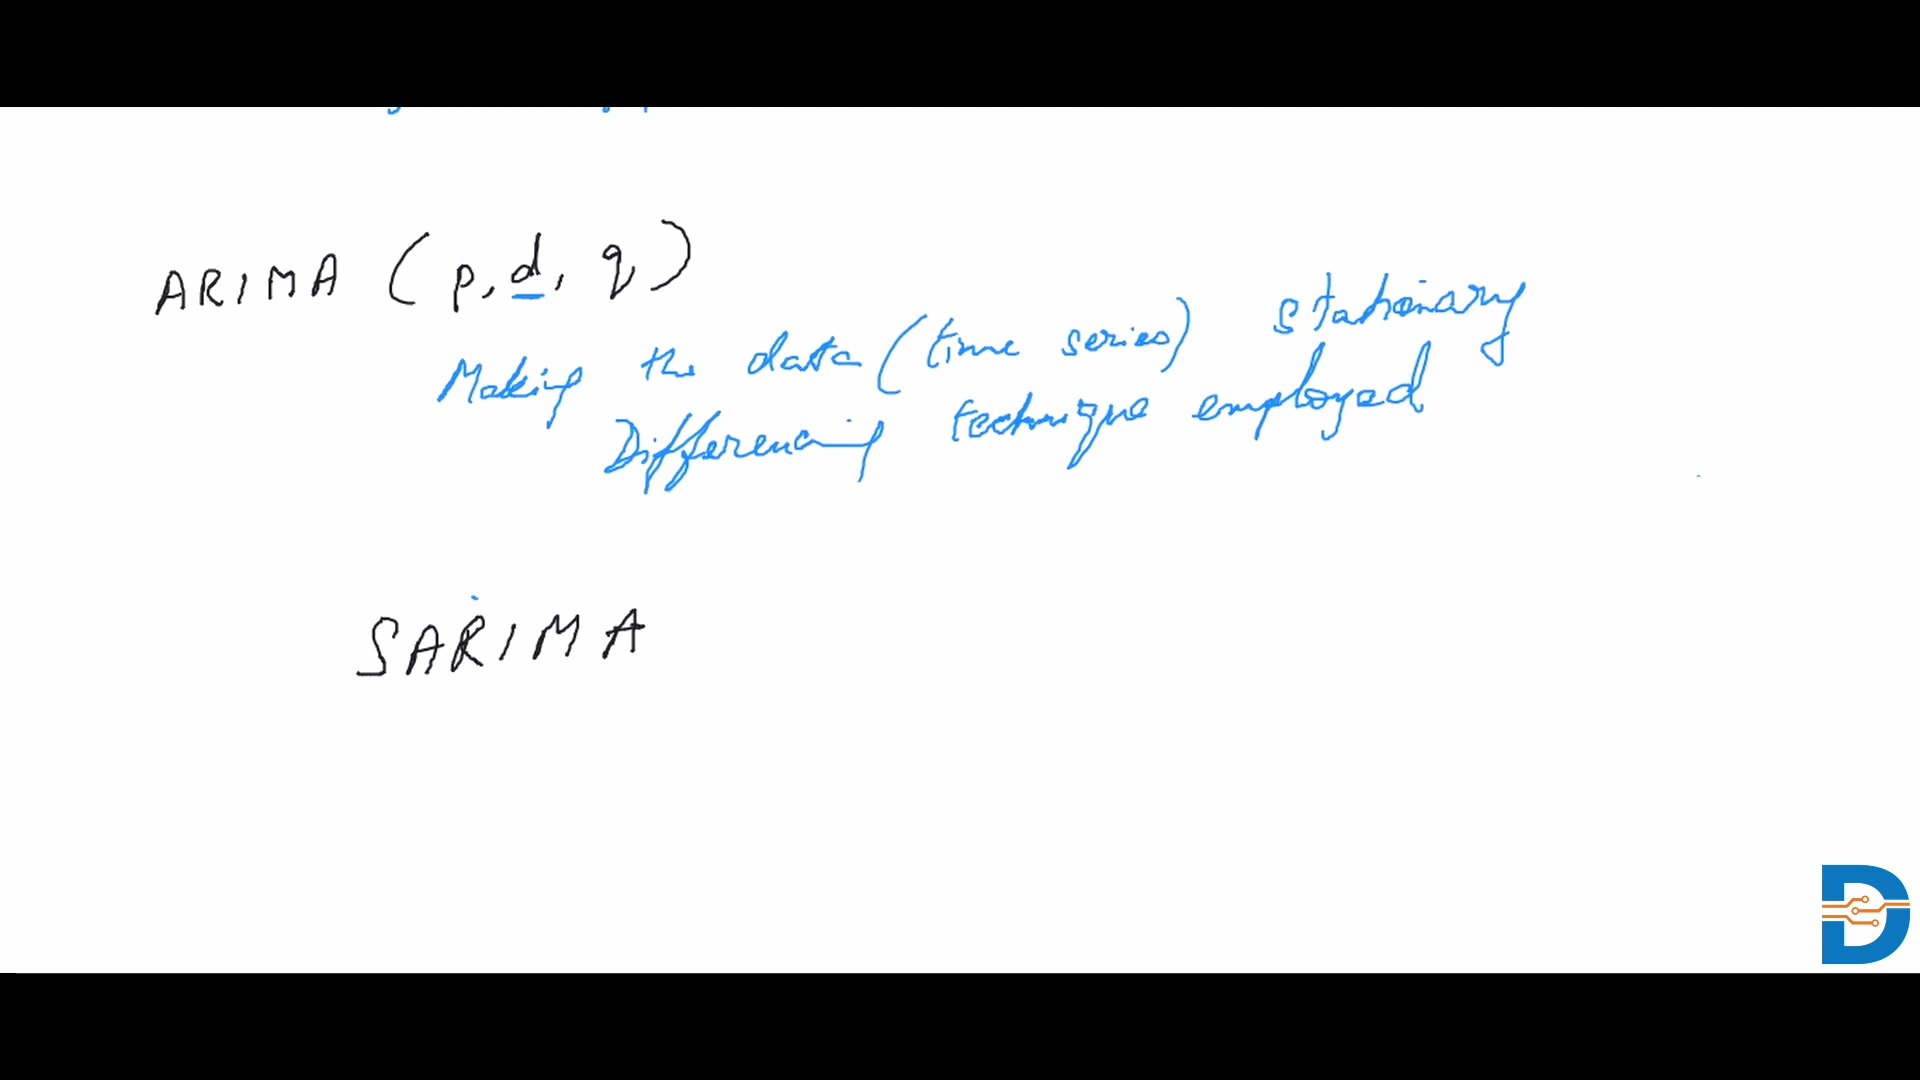 ARIMA (p, d, q)
Making the data (time series) stationary
Differencing technique employed
SARIMA